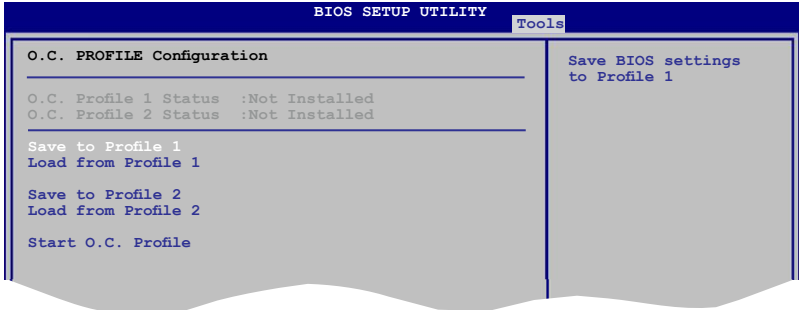 BIOS SETUP UTILITY
Tools
O.C. PROFILE Configuration
O.C. Profile 1 Status :Not Installed
O.C. Profile 2 Status :Not Installed
Save to Profile 1
Load from Profile 1
Save to Profile 2
Load from Profile 2
Start O.C. Profile
Save BIOS settings
to Profile 1